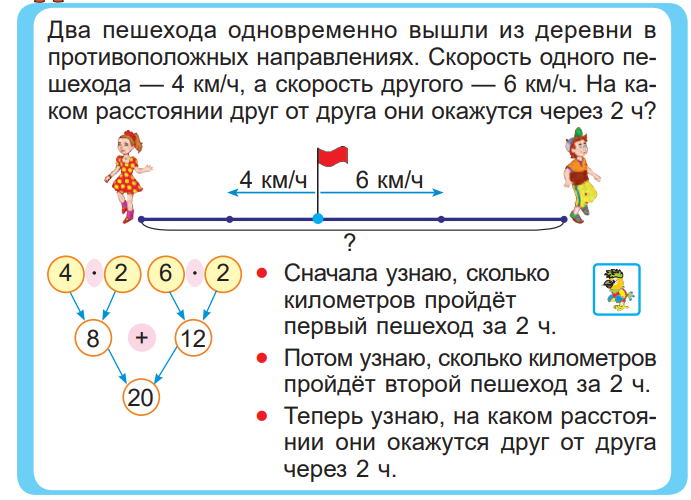 Два пешехода одновременно вышли из деревни в
противоположных направлениях. Скорость одного пе-
шехода — 4 км/ч, а скорость другого — 6 км/ч. На ка-
ком расстоянии друг от друга они окажутся через 2 ч?
4 км/ч 6 км/ч
?
4 · 2 6 · 2
8 + 12
20
• Сначала узнаю, сколько
километров пройдёт
первый пешеход за 2 ч.
• Потом узнаю, сколько километров
пройдёт второй пешеход за 2 ч.
• Теперь узнаю, на каком расстоя-
нии они окажутся друг от друга
через 2 ч.